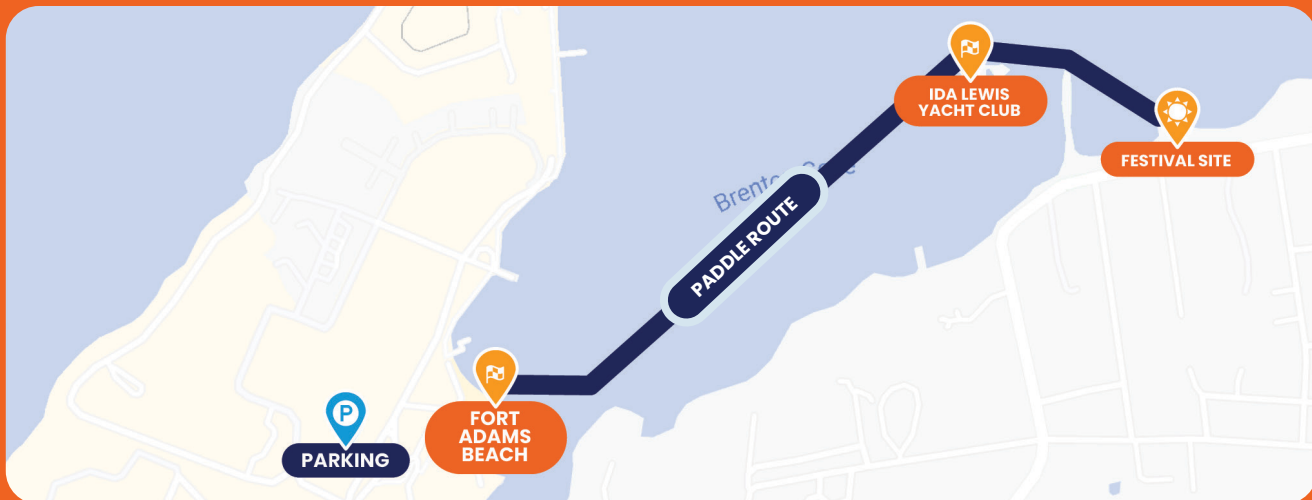 IDA LEWIS
YACHT CLUB
FESTIVAL SITE
PADDLE ROUTE
P
PARKING
FORT
ADAMS
BEACH